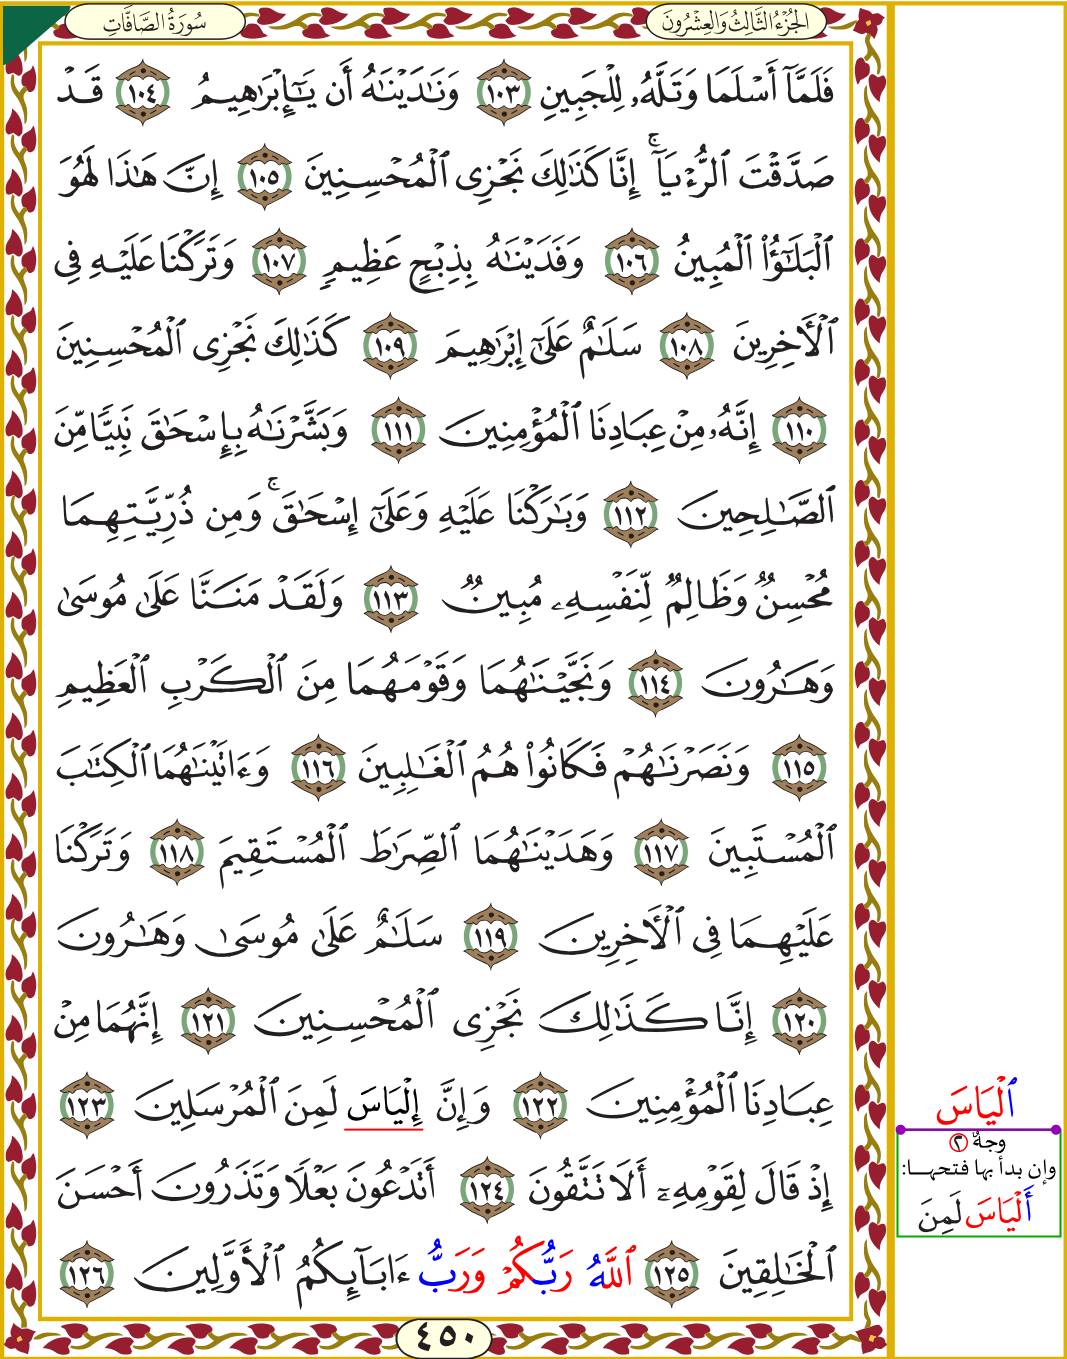 الجُزْءُ الثَّالِثُ وَالعِشْرُونَ
سُورَةُ الصَّافَّاتِ
فَلَمَّآ أَسْلَمَا وَتَلَّهُۥ لِلْجَبِينِ ١٠٣ وَنَٰدَيْنَٰهُ أَن يَٰٓإِبْرَٰهِيمُ ١٠٤ قَدْ
صَدَّقْتَ ٱلرُّءْيَآ ۚ إِنَّا كَذَٰلِكَ نَجْزِى ٱلْمُحْسِنِينَ ١٠٥ إِنَّ هَٰذَا لَهُوَ
ٱلْبَلَٰٓؤُا۟ ٱلْمُبِينُ ١٠٦ وَفَدَيْنَٰهُ بِذِبْحٍ عَظِيمٍ ١٠٧ وَتَرَكْنَا عَلَيْهِ فِى
ٱلْأَخِرِينَ ١٠٨ سَلَٰمٌ عَلَىٰٓ إِبْرَٰهِيمَ ١٠٩ كَذَٰلِكَ نَجْزِى ٱلْمُحْسِنِينَ
١١٠ إِنَّهُۥ مِنْ عِبَادِنَا ٱلْمُؤْمِنِينَ ١١١ وَبَشَّرْنَٰهُ بِإِسْحَٰقَ نَبِيًّا مِّنَ
ٱلصَّٰلِحِينَ ١١٢ وَبَٰرَكْنَا عَلَيْهِ وَعَلَىٰٓ إِسْحَٰقَ ۚ وَمِن ذُرِّيَّتِهِمَا
مُحْسِنٌ وَظَالِمٌ لِّنَفْسِهِۦ مُبِينٌ ١١٣ وَلَقَدْ مَنَنَّا عَلَىٰ مُوسَىٰ
وَهَٰرُونَ ١١٤ وَنَجَّيْنَٰهُمَا وَقَوْمَهُمَا مِنَ ٱلْكَرْبِ ٱلْعَظِيمِ
١١٥ وَنَصَرْنَٰهُمْ فَكَانُوا۟ هُمُ ٱلْغَٰلِبِينَ ١١٦ وَءَاتَيْنَٰهُمَا ٱلْكِتَٰبَ
ٱلْمُسْتَبِينَ ١١٧ وَهَدَيْنَٰهُمَا ٱلصِّرَٰطَ ٱلْمُسْتَقِيمَ ١١٨ وَتَرَكْنَا
عَلَيْهِمَا فِى ٱلْأَخِرِينَ ١١٩ سَلَٰمٌ عَلَىٰ مُوسَىٰ وَهَٰرُونَ
١٢٠ إِنَّا كَذَٰلِكَ نَجْزِى ٱلْمُحْسِنِينَ ١٢١ إِنَّهُمَا مِنْ
عِبَادِنَا ٱلْمُؤْمِنِينَ ١٢٢ وَإِنَّ إِلْيَاسَ لَمِنَ ٱلْمُرْسَلِينَ ١٢٣
إِذْ قَالَ لِقَوْمِهِۦٓ أَلَا تَتَّقُونَ ١٢٤ أَتَدْعُونَ بَعْلًا وَتَذَرُونَ أَحْسَنَ
ٱلْخَٰلِقِينَ ١٢٥ ٱللَّهُ رَبُّكُمْ وَرَبُّ ءَابَآئِكُمُ ٱلْأَوَّلِينَ ١٢٦
٤٥٠
ٱلْيَاسَ
وجهٌ ٢
وإن بدأ بها فتحها:
أَلْيَاسَ لَمِنَ